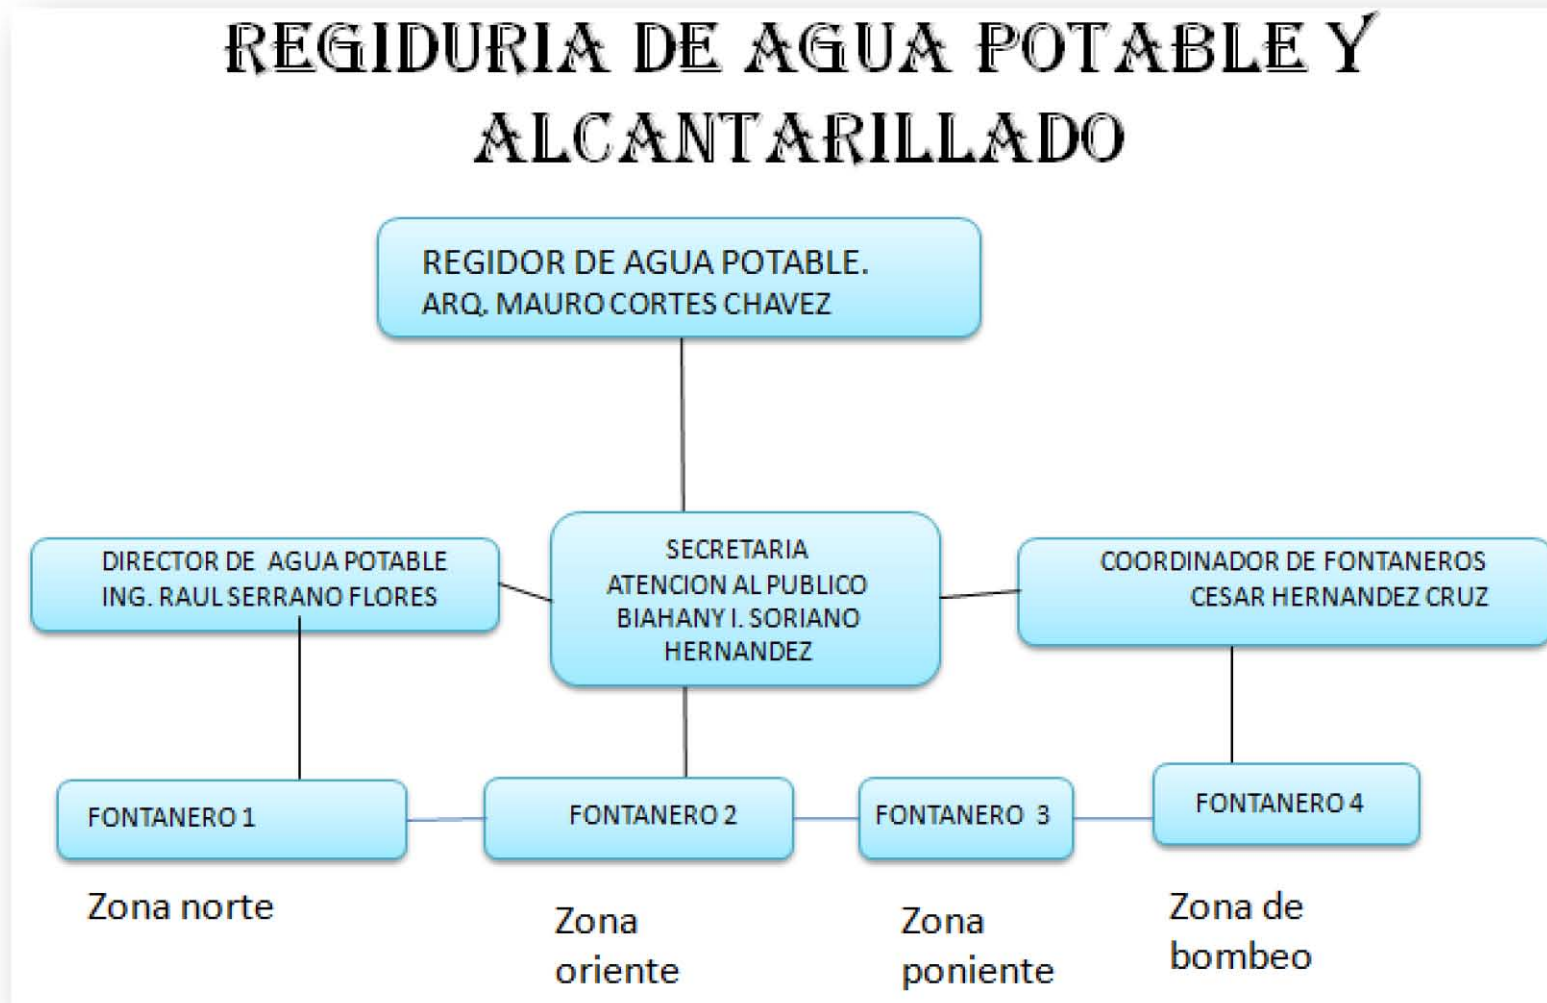 REGIDURIA DE AGUA POTABLE Y
ALCANTARILLADO
REGIDOR DE AGUA POTABLE.
ARQ. MAURO CORTES CHAVEZ
DIRECTOR DE AGUA POTABLE
ING. RAUL SERRANO FLORES
SECRETARIA
ATENCION AL PUBLICO
BIAHANY I. SORIANO
HERNANDEZ
COORDINADOR DE FONTANEROS
CESAR HERNANDEZ CRUZ
FONTANERO 1
FONTANERO 2
FONTANERO 3
FONTANERO 4
Zona norte
Zona
oriente
Zona
poniente
Zona de
bombeo